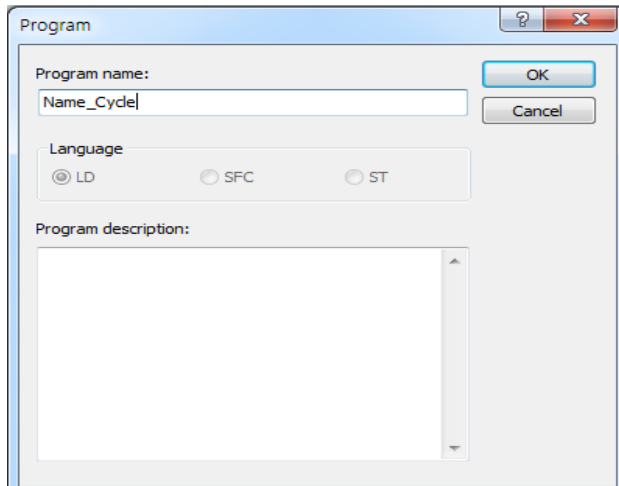 Program
?
Program name:
OK
Name_Cycle
Cancel
Language
LD SFC ST
Program description: